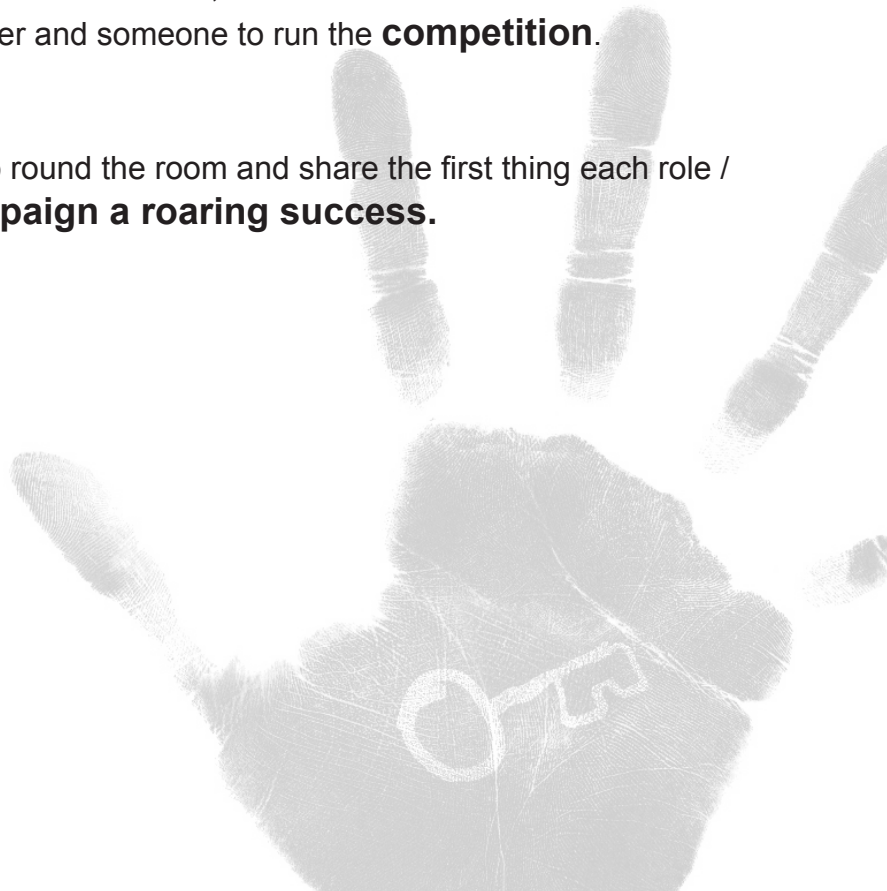 er and someone to run the competition.
round the room and share the first thing each role /
paign a roaring success.